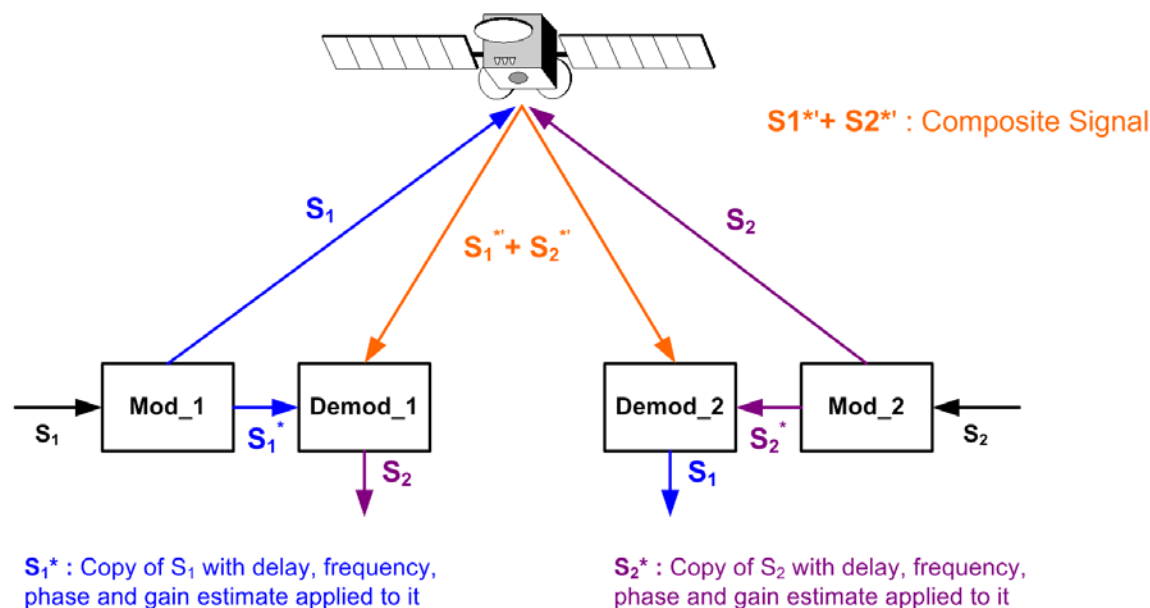 S1*'+ S2*' : Composite Signal
S₁
S₂
S₁*'+ S₂*'
Mod_1
Demod_1
Demod_2
Mod_2
S₁
S₁*
S₂*
S₂
S₂
S₁
S₁* : Copy of S₁ with delay, frequency,
phase and gain estimate applied to it
S₂* : Copy of S₂ with delay, frequency,
phase and gain estimate applied to it